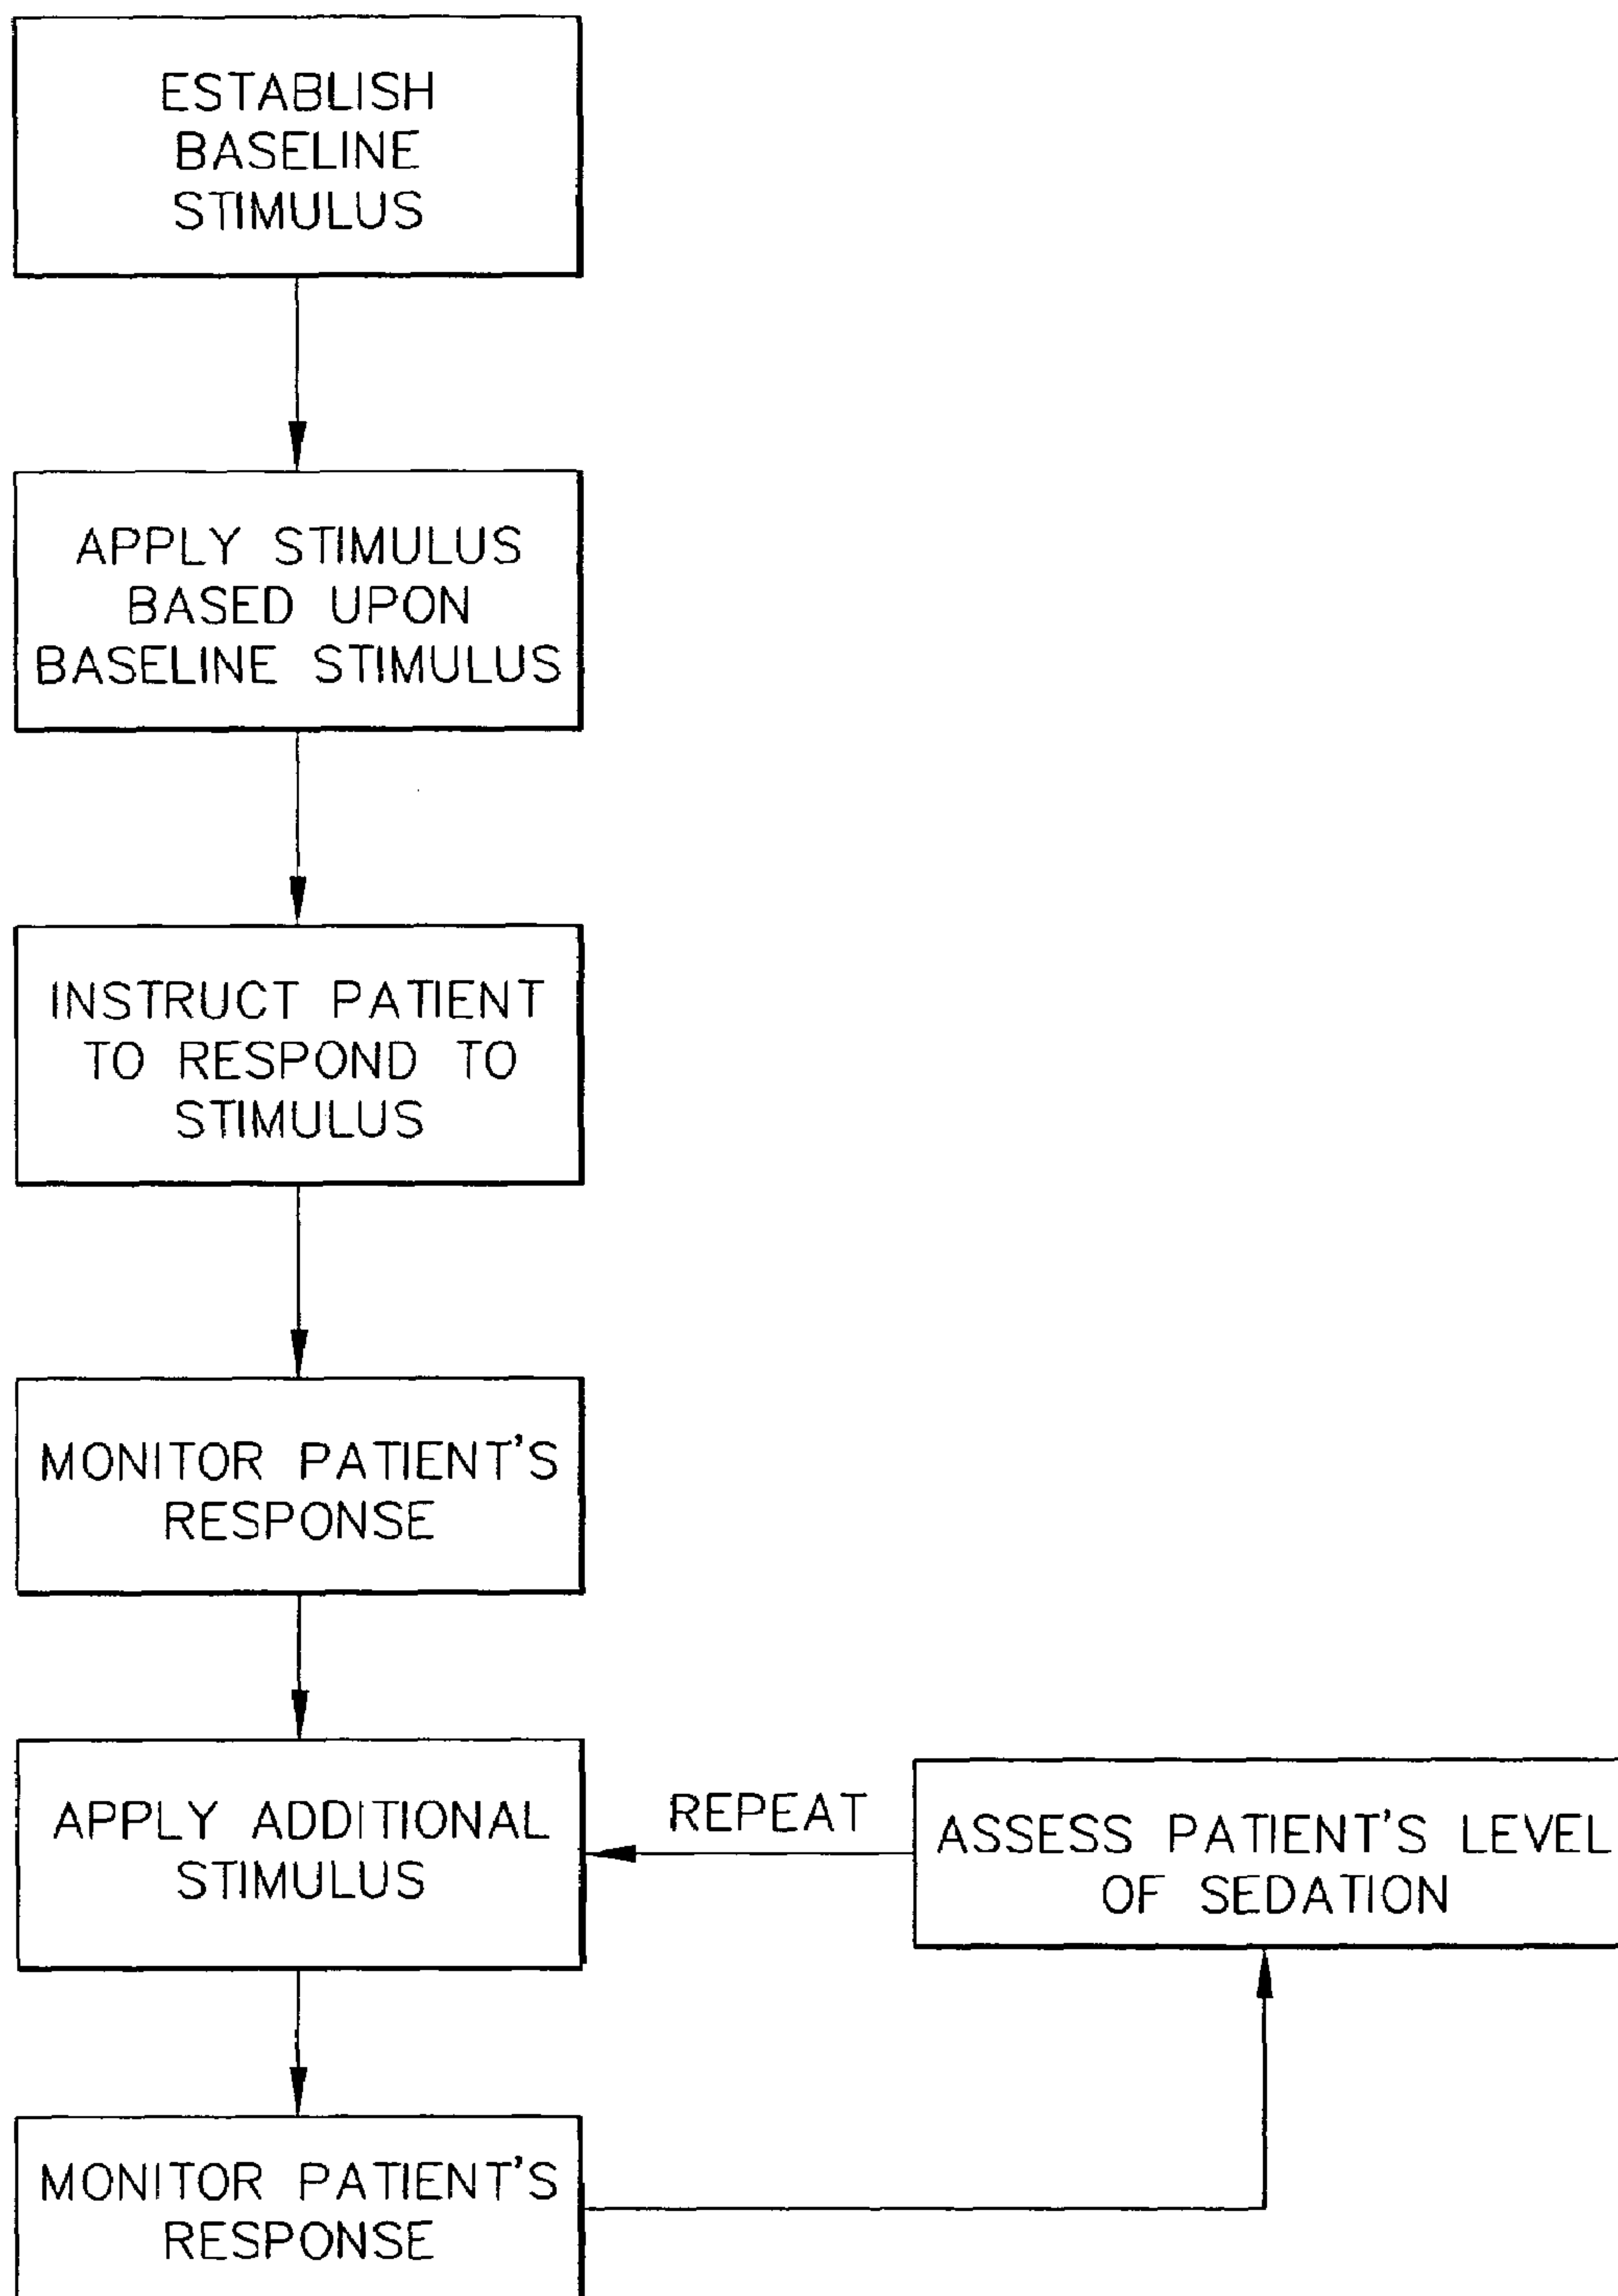 ESTABLISH
BASELINE
STIMULUS
APPLY STIMULUS
BASED UPON
BASELINE STIMULUS
INSTRUCT PATIENT
TO RESPOND TO
STIMULUS
MONITOR PATIENT'S
RESPONSE
APPLY ADDITIONAL
STIMULUS
REPEAT
ASSESS PATIENT'S LEVEL
OF SEDATION
MONITOR PATIENT'S
RESPONSE